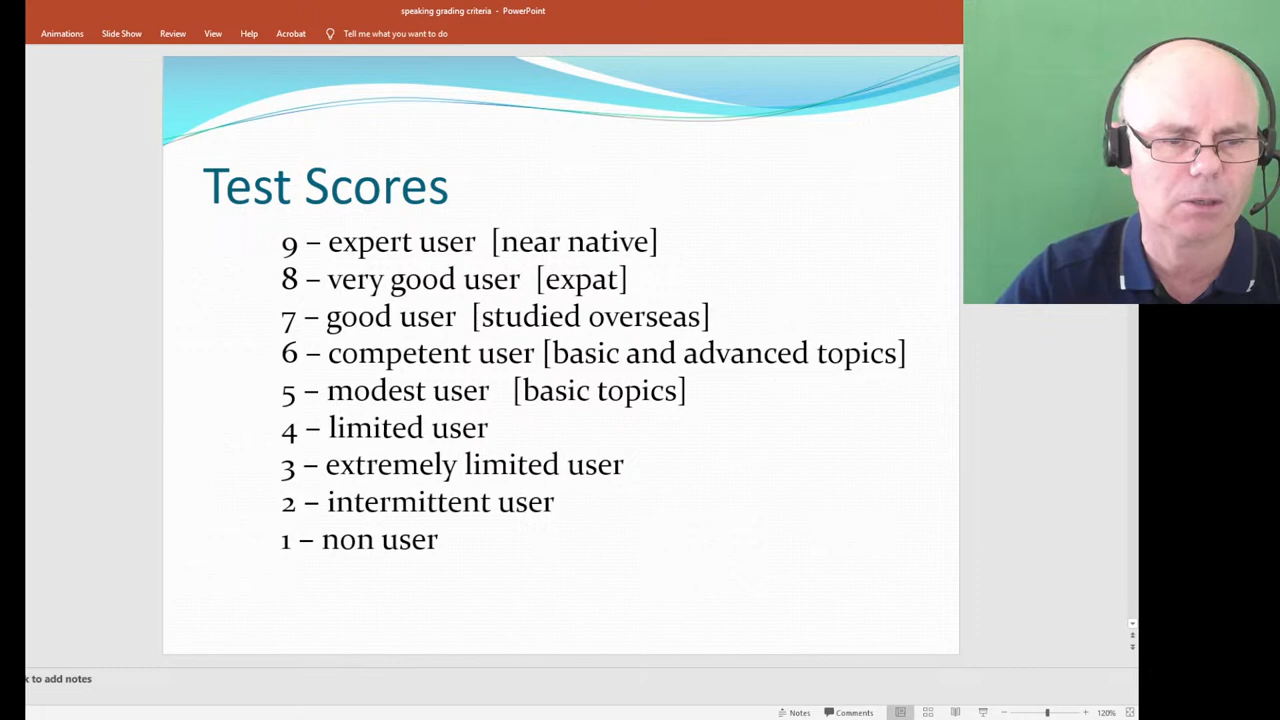 speaking grading criteria - PowerPoint
Animations Slide Show Review View Help Acrobat Tell me what you want to do
Test Scores
9 – expert user [near native]
8 – very good user [expat]
7 – good user [studied overseas]
6 – competent user [basic and advanced topics]
5 – modest user [basic topics]
4 – limited user
3 – extremely limited user
2 – intermittent user
1 – non user
k to add notes
Notes Comments 120%